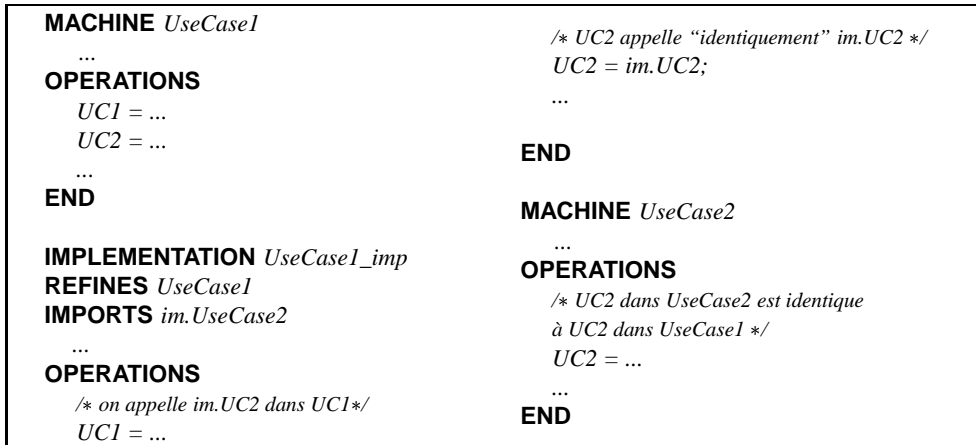 MACHINE UseCase1
...
OPERATIONS
UC1 = ...
UC2 = ...
...
END
IMPLEMENTATION UseCase1_imp
REFINES UseCase1
IMPORTS im.UseCase2
...
OPERATIONS
/* on appelle im.UC2 dans UC1*/
UC1 = ...
/* UC2 appelle “identiquement” im.UC2 */
UC2 = im.UC2;
...
END
MACHINE UseCase2
...
OPERATIONS
/* UC2 dans UseCase2 est identique
à UC2 dans UseCase1 */
UC2 = ...
...
END